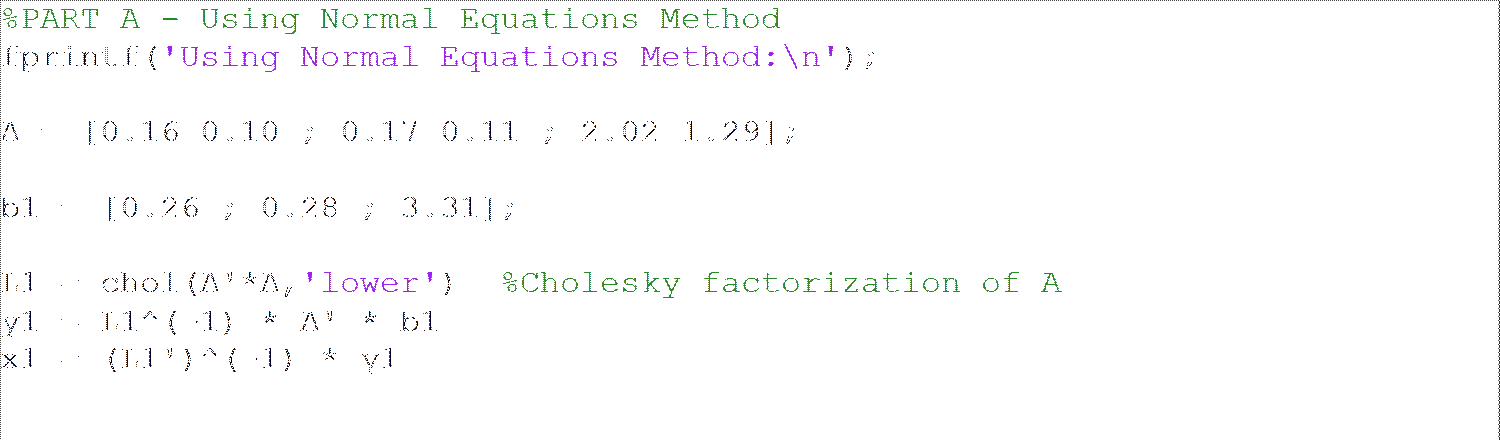 %PART A - Using Normal Equations Method
fprintf('Using Normal Equations Method:\n');
A = [0.16 0.10 ; 0.17 0.11 ; 2.02 1.29];
b1 = [0.26 ; 0.28 ; 3.31];
L1 = chol(A'*A,'lower') %Cholesky factorization of A
y1 = L1^(-1) * A' * b1
x1 = (L1')^(-1) * y1